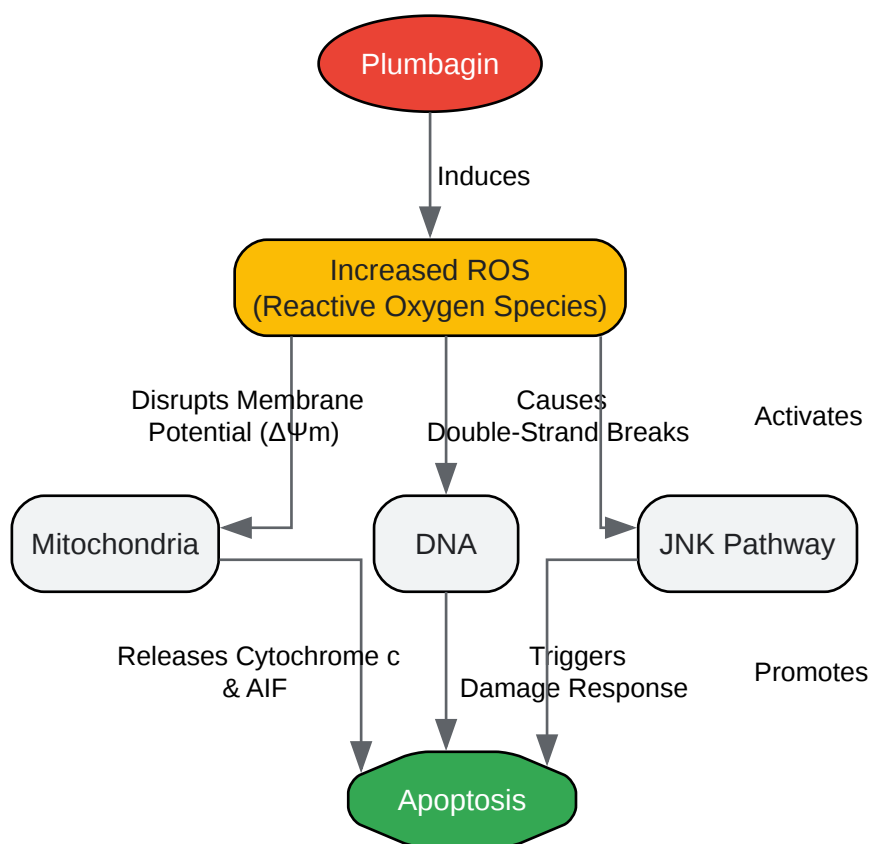 Plumbagin
Induces
Increased ROS
(Reactive Oxygen Species)
Disrupts Membrane
Potential (ΔΨm)
Causes
Double-Strand Breaks
Activates
Mitochondria
DNA
JNK Pathway
Releases Cytochrome c
& AIF
Triggers
Damage Response
Promotes
Apoptosis